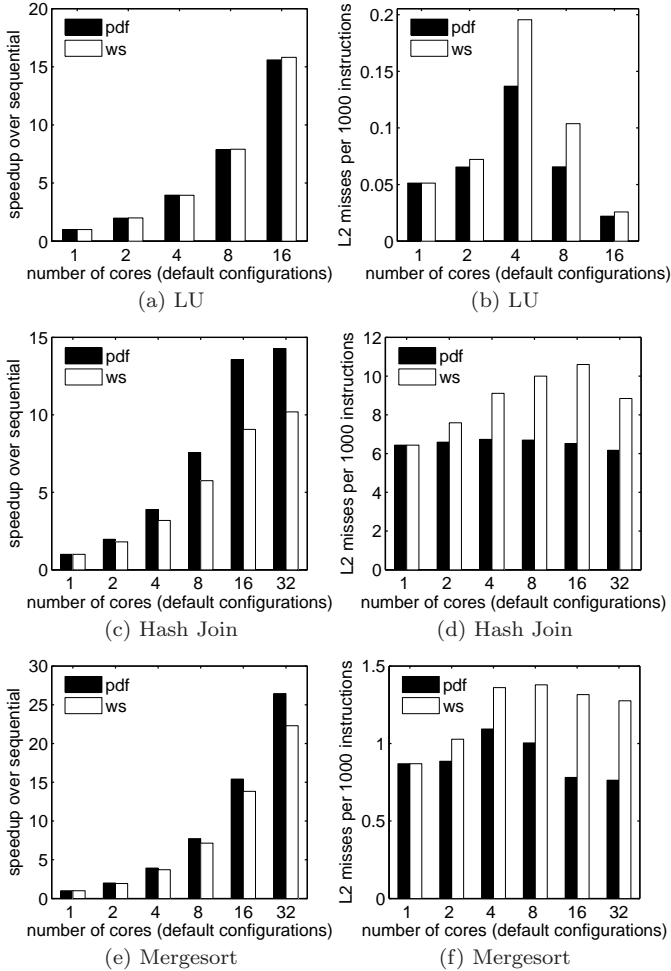 20
15
10
5
0
speedup over sequential
pdf
ws
1 2 4 8 16
number of cores (default configurations)
(a) LU
0.2
0.15
0.1
0.05
0
L2 misses per 1000 instructions
pdf
ws
1 2 4 8 16
number of cores (default configurations)
(b) LU
15
10
5
0
speedup over sequential
pdf
ws
1 2 4 8 16 32
number of cores (default configurations)
(c) Hash Join
12
10
8
6
4
2
0
L2 misses per 1000 instructions
pdf
ws
1 2 4 8 16 32
number of cores (default configurations)
(d) Hash Join
30
25
20
15
10
5
0
speedup over sequential
pdf
ws
1 2 4 8 16 32
number of cores (default configurations)
(e) Mergesort
1.5
1
0.5
0
L2 misses per 1000 instructions
pdf
ws
1 2 4 8 16 32
number of cores (default configurations)
(f) Mergesort